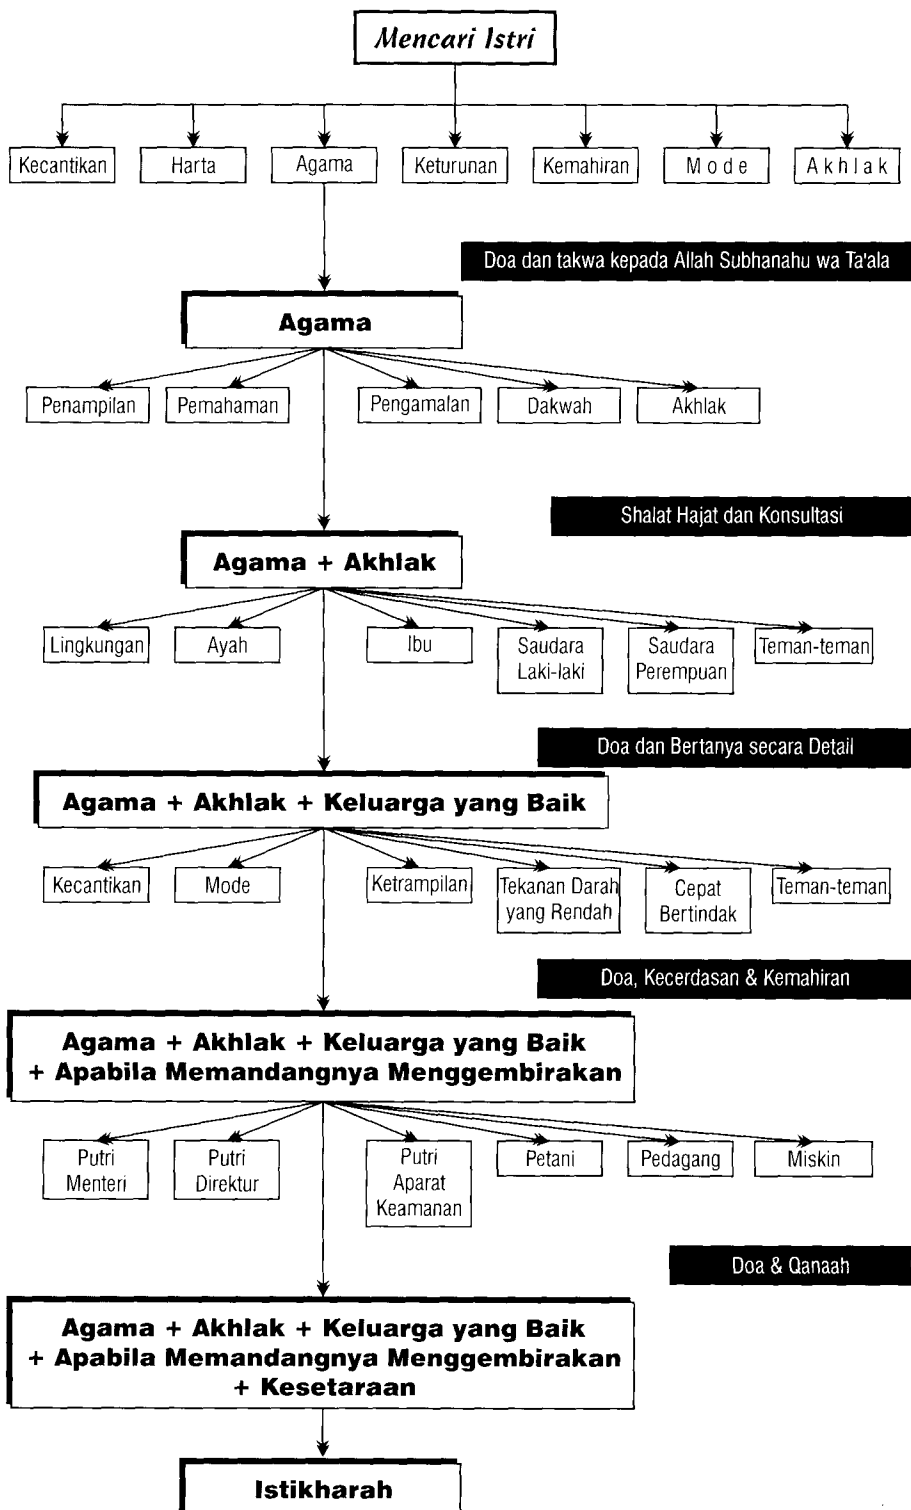 Mencari Istri
Kecantikan
Harta
Agama
Keturunan
Kemahiran
Mode
Akhlak
Doa dan takwa kepada Allah Subhanahu wa Ta'ala
Agama
Penampilan
Pemahaman
Pengamalan
Dakwah
Akhlak
Shalat Hajat dan Konsultasi
Agama + Akhlak
Lingkungan
Ayah
Ibu
Saudara
Laki-laki
Saudara
Perempuan
Teman-teman
Doa dan Bertanya secara Detail
Agama + Akhlak + Keluarga yang Baik
Kecantikan
Mode
Ketrampilan
Tekanan Darah
yang Rendah
Cepat
Bertindak
Teman-teman
Doa, Kecerdasan & Kemahiran
Agama + Akhlak + Keluarga yang Baik
+ Apabila Memandangnya Menggembirakan
Putri
Menteri
Putri
Direktur
Putri
Aparat
Keamanan
Petani
Pedagang
Miskin
Doa & Qanaah
Agama + Akhlak + Keluarga yang Baik
+ Apabila Memandangnya Menggembirakan
+ Kesetaraan
Istikharah